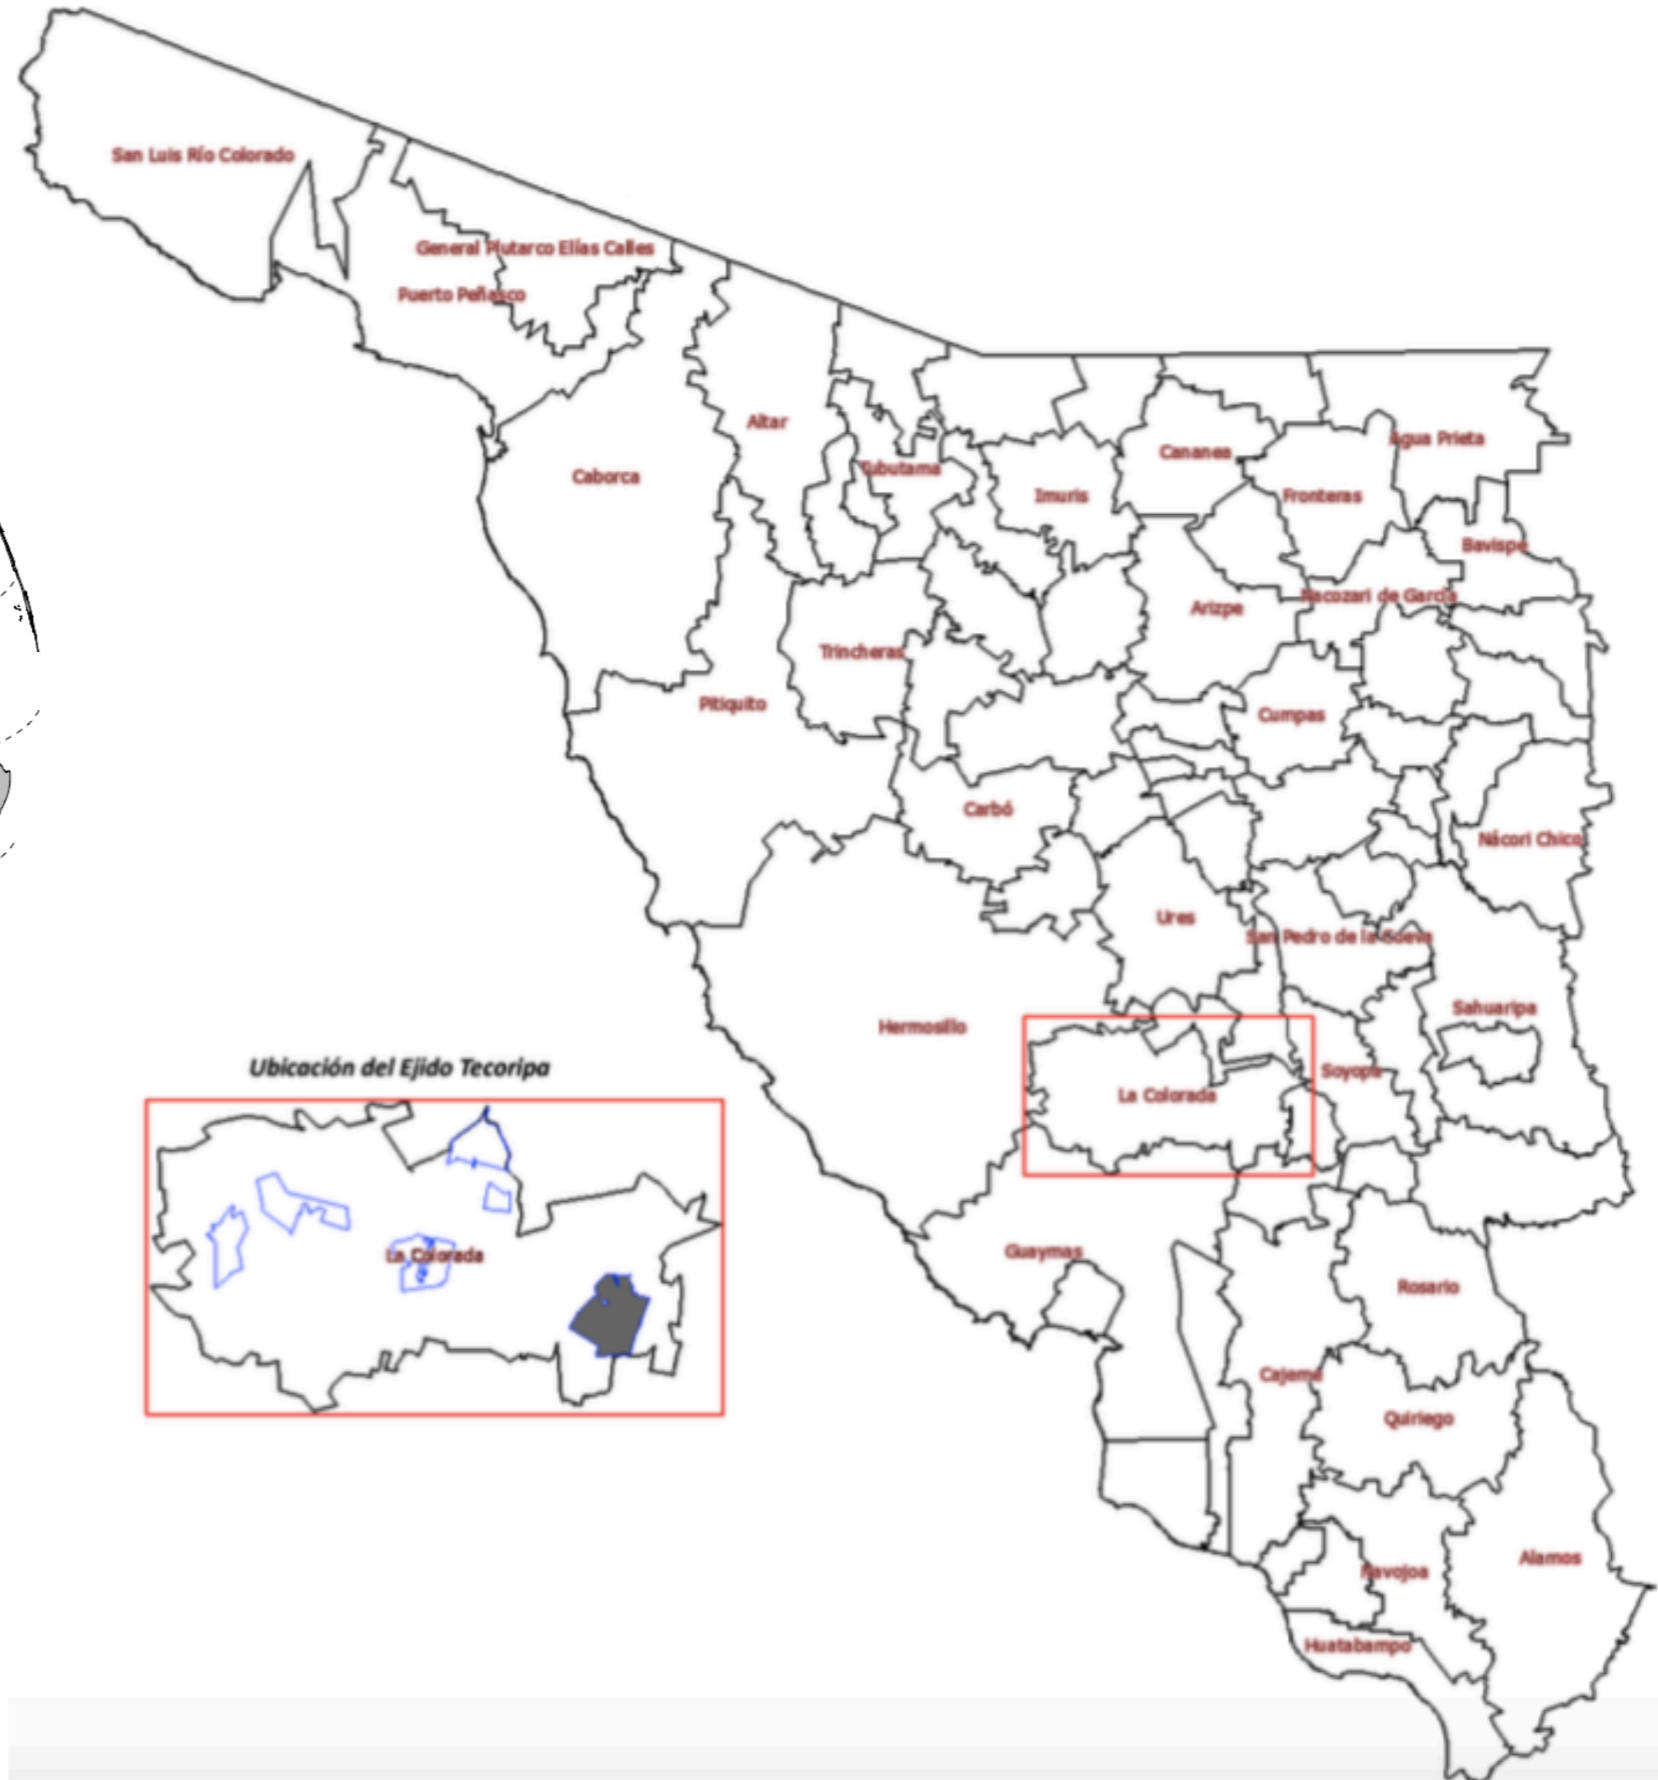 San Luis Río Colorado
General Plutarco Elías Calles
Puerto Peñasco
Altar
Agua Prieta
Cananea
Tubutama
Caborca
Imuris
Fronteras
Bavispe
Nacozari de García
Arizpe
Trincheras
Pitiquito
Cumpas
Carbó
Nácori Chico
Ures
San Pedro de la Cueva
Sahuaripa
Hermosillo
Ubicación del Ejido Tecoripa
Soyopa
La Colorada
Guaymas
La Colorada
Rosario
Cajeme
Quiriego
Alamos
Navojoa
Huatabampo